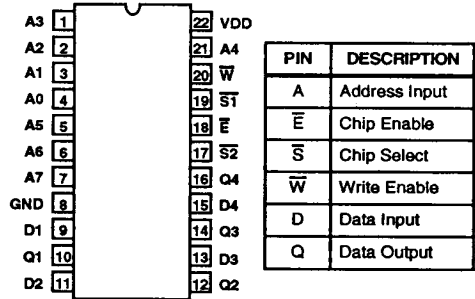 A3 1 22 VDD
A2 2 21 A4
A1 3 20 W̅
A0 4 19 S̅1̅
A5 5 18 E̅
A6 6 17 S̅2̅
A7 7 16 Q4
GND 8 15 D4
D1 9 14 Q3
Q1 10 13 D3
D2 11 12 Q2
PIN DESCRIPTION
A Address Input
E̅ Chip Enable
S̅ Chip Select
W̅ Write Enable
D Data Input
Q Data Output